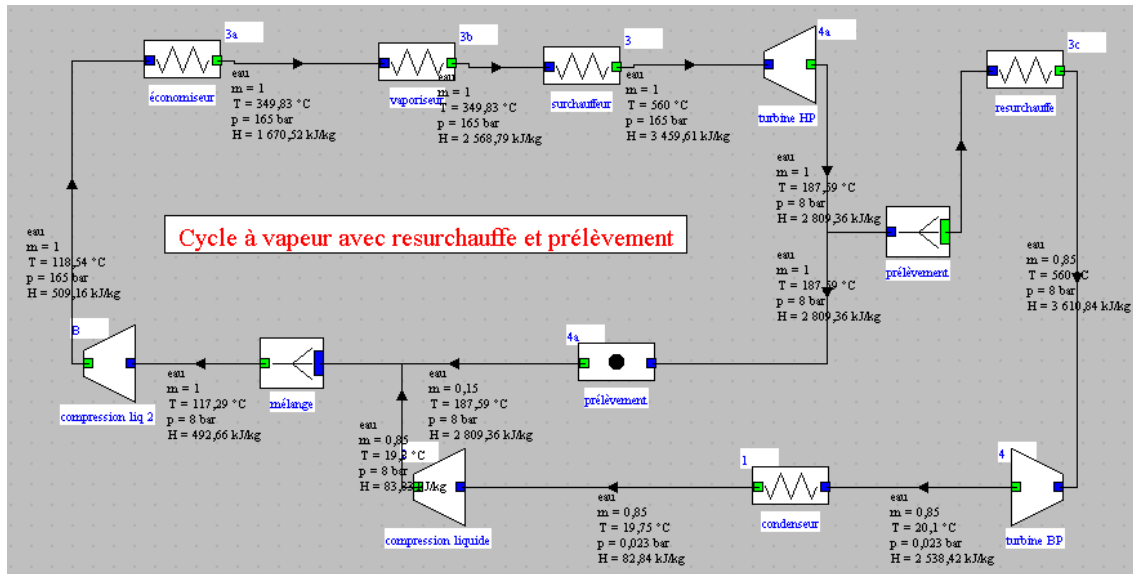 3a
économiseur
eau
m = 1
T = 349,83 °C
p = 165 bar
H = 1 670,52 kJ/kg
3b
vaporiseur
eau
m = 1
T = 349,83 °C
p = 165 bar
H = 2 568,79 kJ/kg
3
surchauffeur
eau
m = 1
T = 560 °C
p = 165 bar
H = 3 459,61 kJ/kg
4a
turbine HP
eau
m = 1
T = 187,59 °C
p = 8 bar
H = 2 809,36 kJ/kg
3c
resurchauffe
prélèvement
eau
m = 1
T = 187,59 °C
p = 8 bar
H = 2 809,36 kJ/kg
eau
m = 0,85
T = 560 °C
p = 8 bar
H = 3 610,84 kJ/kg
Cycle à vapeur avec resurchauffe et prélèvement
eau
m = 1
T = 118,54 °C
p = 165 bar
H = 509,16 kJ/kg
B
compression liq 2
eau
m = 1
T = 117,29 °C
p = 8 bar
H = 492,66 kJ/kg
mélange
4a
prélèvement
eau
m = 0,15
T = 187,59 °C
p = 8 bar
H = 2 809,36 kJ/kg
eau
m = 0,85
p = 8 bar
compression liquide
1
condenseur
eau
m = 0,85
T = 19,75 °C
p = 0,023 bar
H = 82,84 kJ/kg
4
turbine BP
eau
m = 0,85
T = 20,1 °C
p = 0,023 bar
H = 2 538,42 kJ/kg